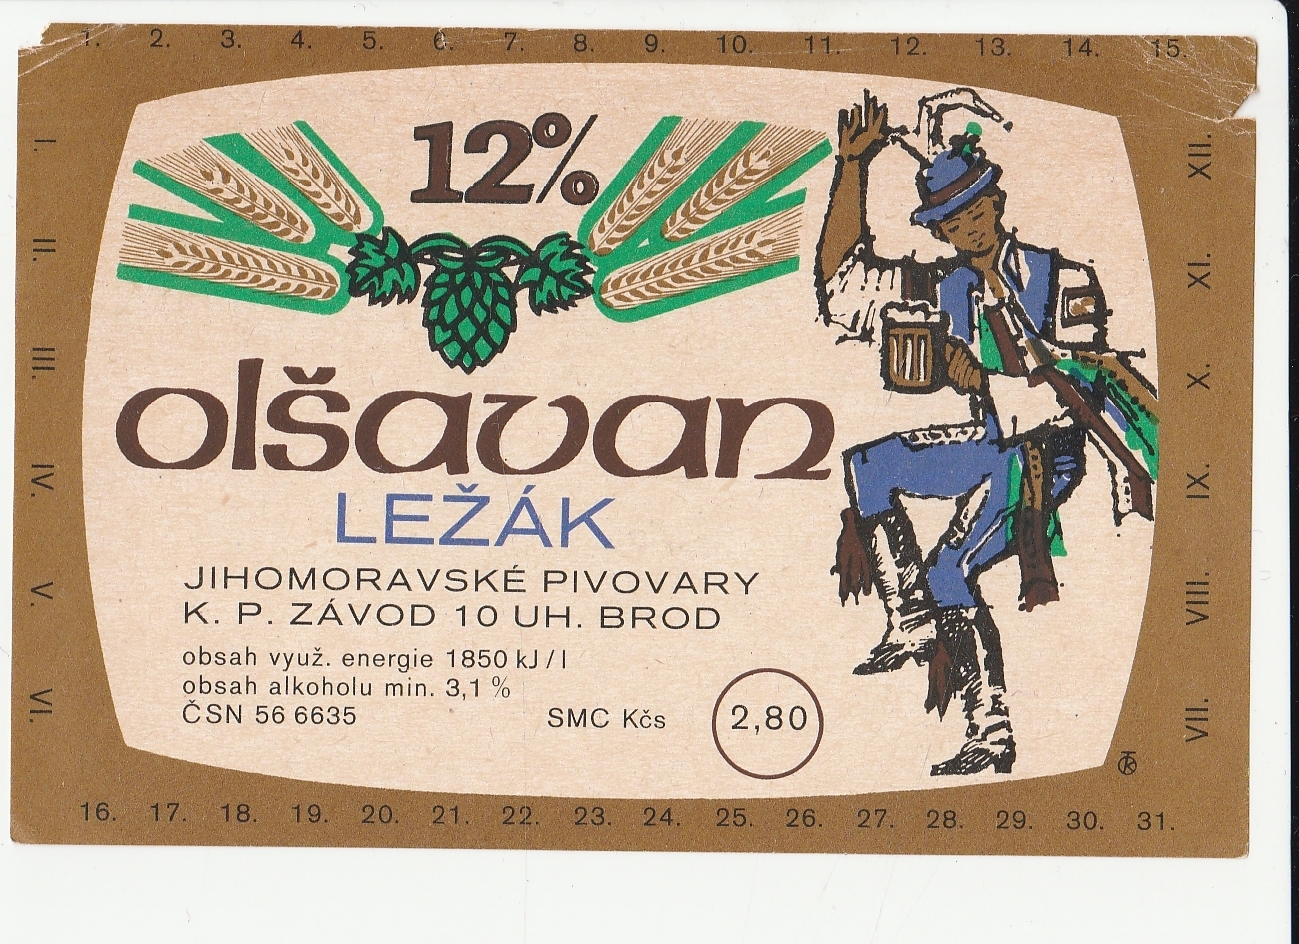 1. 2. 3. 4. 5. 6. 7. 8. 9. 10. 11. 12. 13. 14. 15.
I.
II.
III.
IV.
V.
VI.
12%
olšavan
LEŽÁK
JIHOMORAVSKÉ PIVOVARY
K. P. ZÁVOD 10 UH. BROD
obsah využ. energie 1850 kJ/l
obsah alkoholu min. 3,1 %
ČSN 56 6635 SMC Kčs 2,80
XII.
XI.
X.
IX.
VIII.
VII.
16. 17. 18. 19. 20. 21. 22. 23. 24. 25. 26. 27. 28. 29. 30. 31.